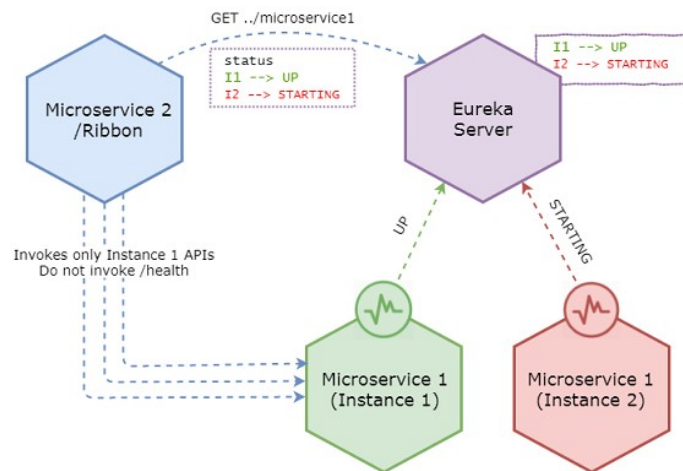 GET ../microservice1
status
I1 --> UP
I2 --> STARTING
I1 --> UP
I2 --> STARTING
Microservice 2
/Ribbon
Eureka
Server
UP
STARTING
Invokes only Instance 1 APIs
Do not invoke /health
Microservice 1
(Instance 1)
Microservice 1
(Instance 2)